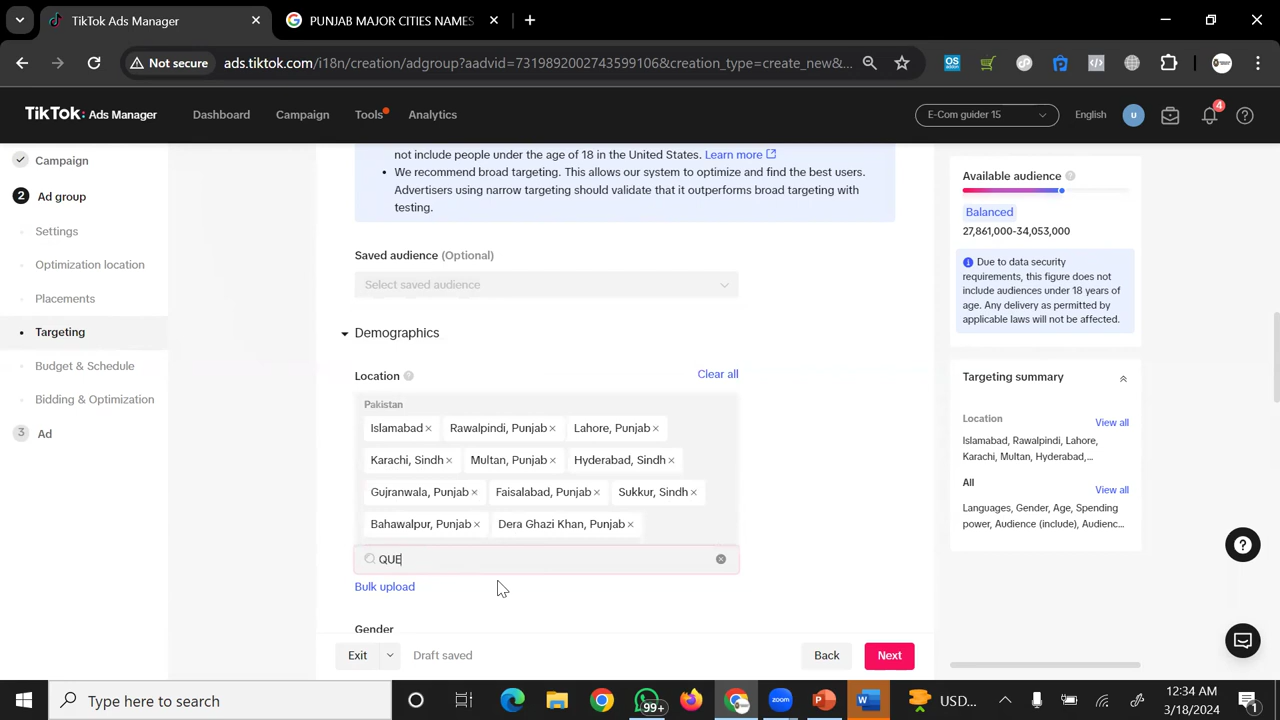 TikTok Ads Manager
PUNJAB MAJOR CITIES NAMES
Not secure
ads.tiktok.com/i18n/creation/adgroup?aadvid=7319892002743599106&creation_type=create_new&...
TikTok: Ads Manager
Dashboard
Campaign
Tools
Analytics
E-Com guider 15
English
U
4
Campaign
2 Ad group
Settings
Optimization location
Placements
Targeting
Budget & Schedule
Bidding & Optimization
3 Ad
not include people under the age of 18 in the United States. Learn more
• We recommend broad targeting. This allows our system to optimize and find the best users.
Advertisers using narrow targeting should validate that it outperforms broad targeting with
testing.
Saved audience (Optional)
Select saved audience
Demographics
Location
Clear all
Pakistan
Islamabad × Rawalpindi, Punjab × Lahore, Punjab ×
Karachi, Sindh × Multan, Punjab × Hyderabad, Sindh ×
Gujranwala, Punjab × Faisalabad, Punjab × Sukkur, Sindh ×
Bahawalpur, Punjab × Dera Ghazi Khan, Punjab ×
QUE
Bulk upload
Gender
Exit
Draft saved
Back
Next
Available audience
Balanced
27,861,000-34,053,000
Due to data security
requirements, this figure does not
include audiences under 18 years of
age. Any delivery as permitted by
applicable laws will not be affected.
Targeting summary
Location
View all
Islamabad, Rawalpindi, Lahore,
Karachi, Multan, Hyderabad,...
All
View all
Languages, Gender, Age, Spending
power, Audience (include), Audienc...
Type here to search
99+
USD...
12:34 AM
3/18/2024
1